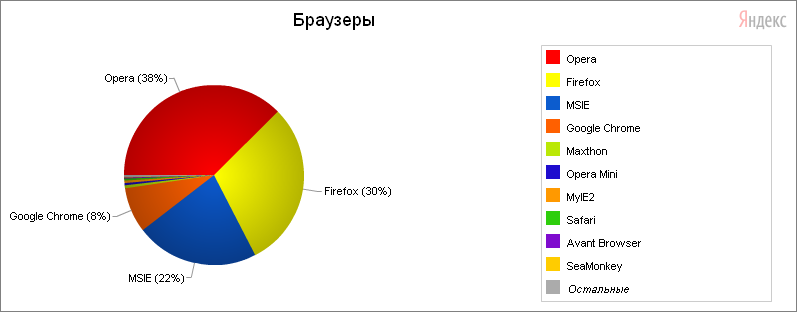 Браузеры
Яндекс
Opera (38%)
Firefox (30%)
Google Chrome (8%)
MSIE (22%)
Opera
Firefox
MSIE
Google Chrome
Maxthon
Opera Mini
MyIE2
Safari
Avant Browser
SeaMonkey
Остальные